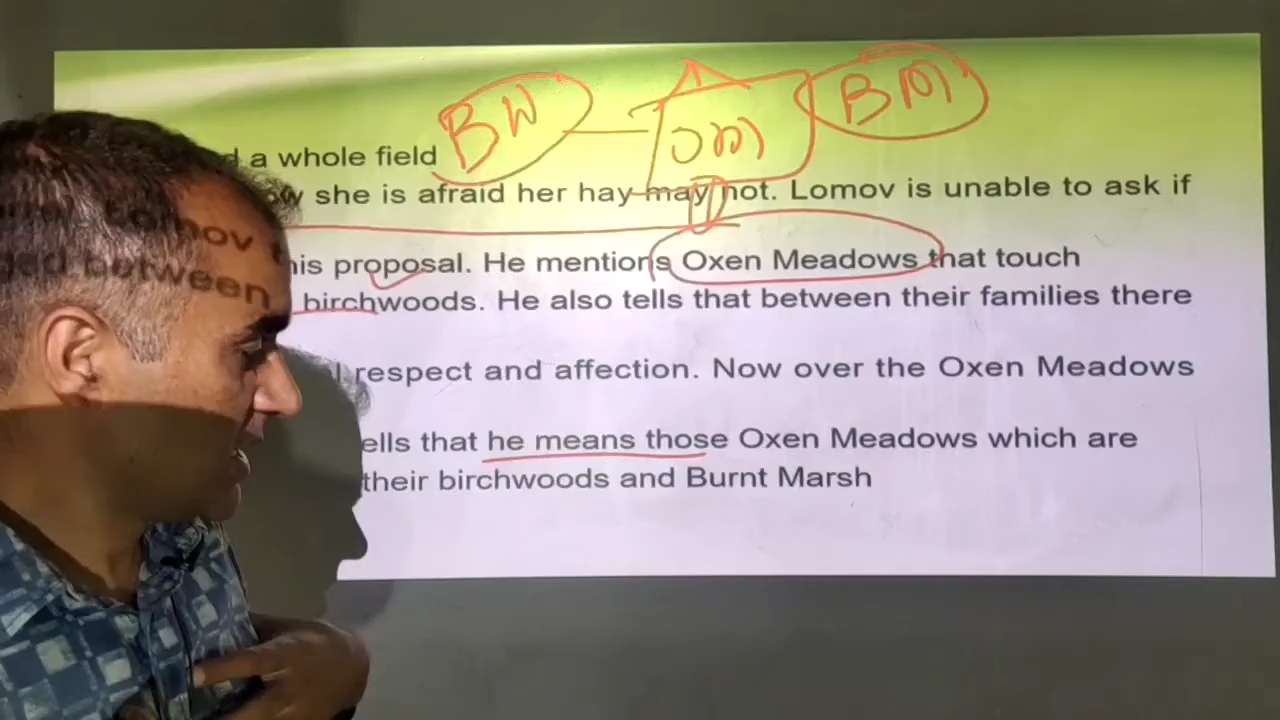 BW OM BM
a whole field
she is afraid her hay may not. Lomov is unable to ask if
his proposal. He mentions Oxen Meadows that touch
birchwoods. He also tells that between their families there
respect and affection. Now over the Oxen Meadows
ells that he means those Oxen Meadows which are
their birchwoods and Burnt Marsh
mov
between